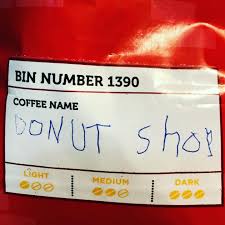 BIN NUMBER 1390
COFFEE NAME
DONUT Shop
LIGHT MEDIUM DARK